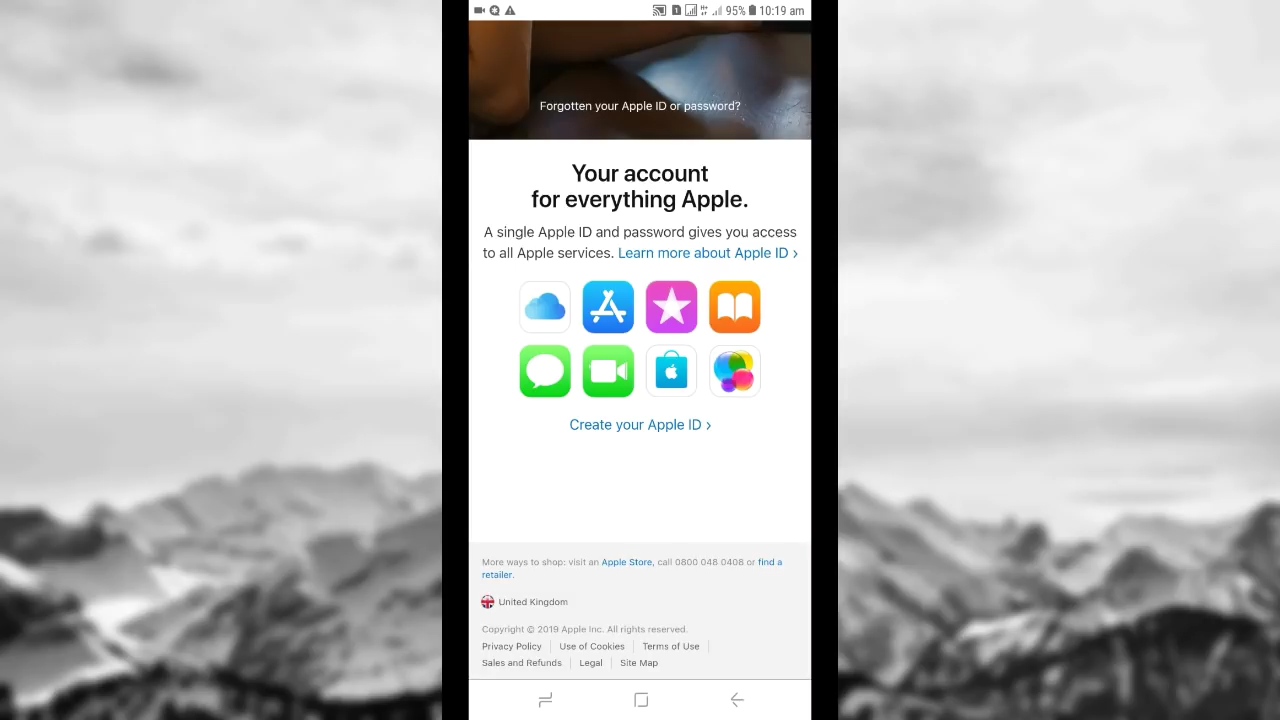 95% 10:19 am
Forgotten your Apple ID or password?
Your account
for everything Apple.
A single Apple ID and password gives you access
to all Apple services. Learn more about Apple ID ›
Create your Apple ID ›
More ways to shop: visit an Apple Store, call 0800 048 0408 or find a
retailer.
United Kingdom
Copyright © 2019 Apple Inc. All rights reserved.
Privacy Policy | Use of Cookies | Terms of Use |
Sales and Refunds | Legal | Site Map